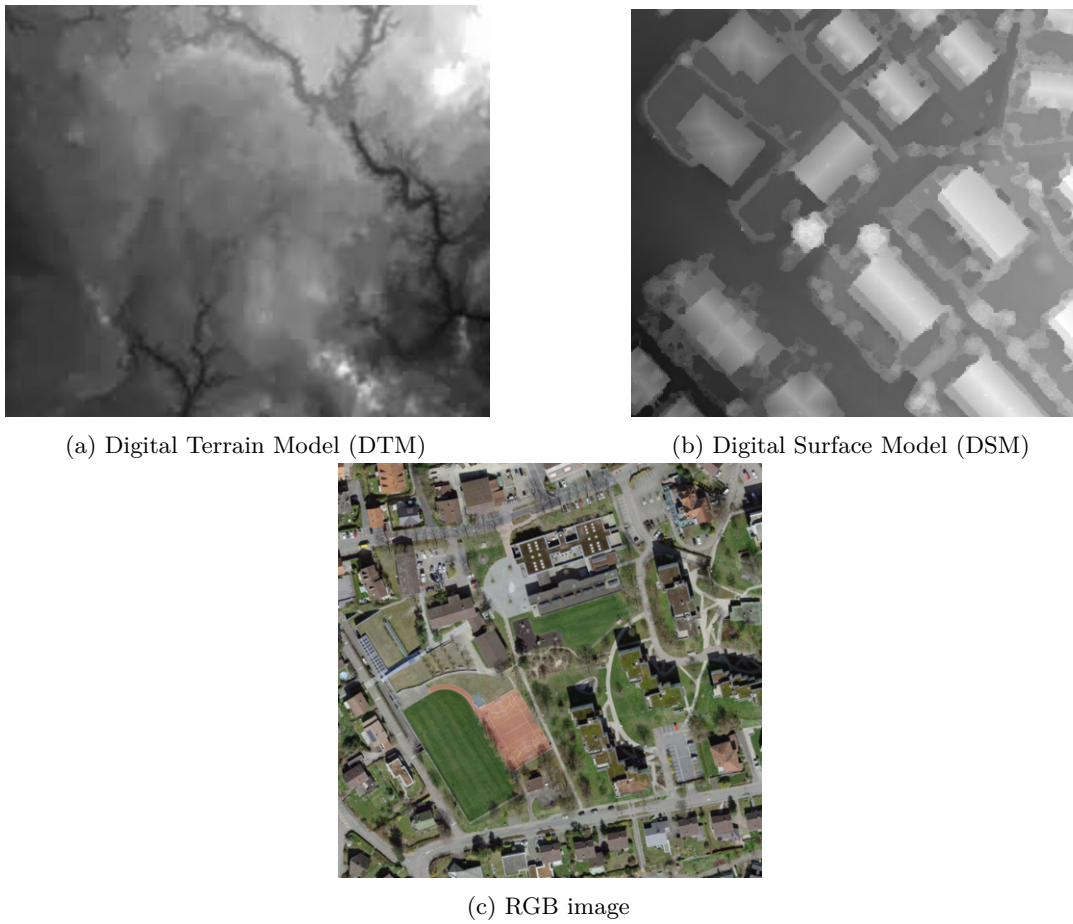 (a) Digital Terrain Model (DTM)
(b) Digital Surface Model (DSM)
(c) RGB image